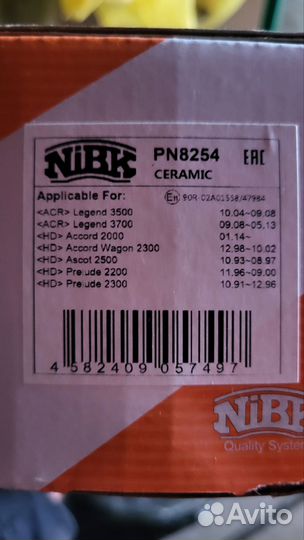 NiBK PN8254 EAC
CERAMIC
Applicable For: 90R-02A01558/47984
<ACR> Legend 3500 10.04~09.08
<ACR> Legend 3700 09.08~05.13
<HD> Accord 2000 01.14~
<HD> Accord Wagon 2300 12.98~10.02
<HD> Ascot 2500 10.93~08.97
<HD> Prelude 2200 11.96~09.00
<HD> Prelude 2300 10.91~12.96
4 582409 057497
NiBK
Quality System
Avito